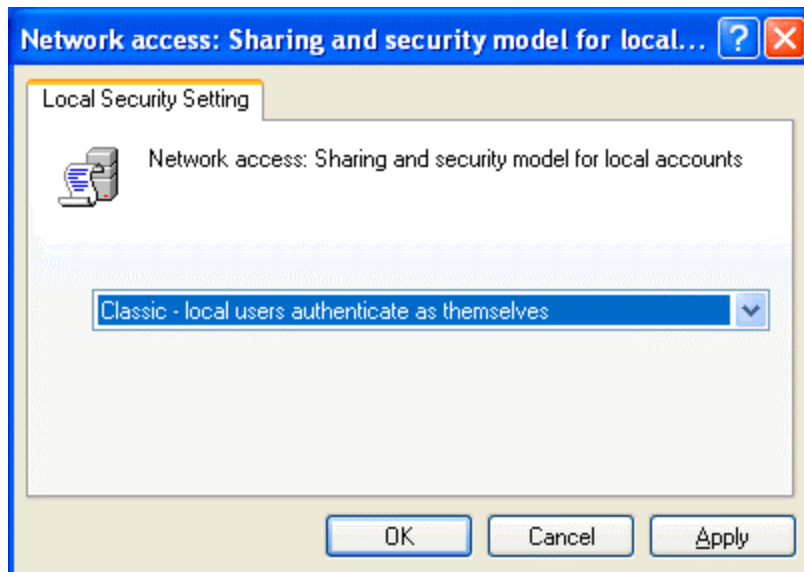 Network access: Sharing and security model for local...
?
Local Security Setting
Network access: Sharing and security model for local accounts
Classic - local users authenticate as themselves
OK Cancel Apply